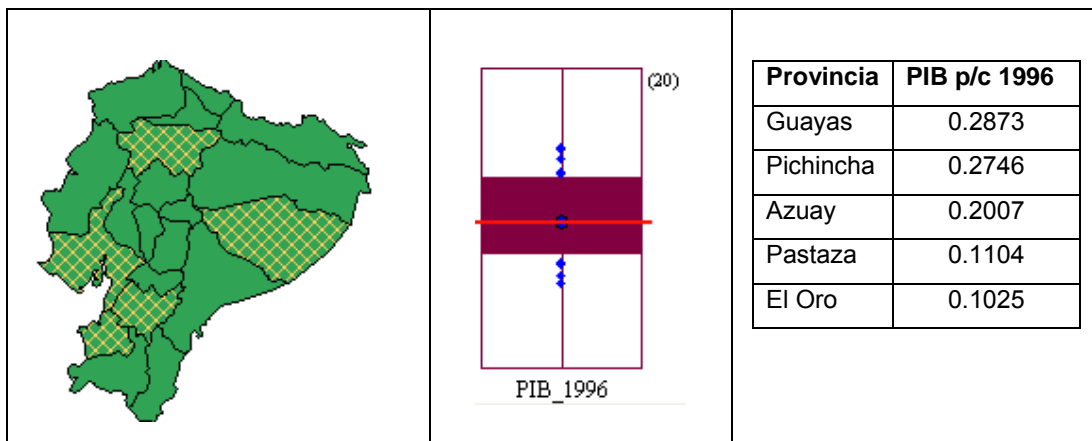 (20)
PIB_1996
Provincia PIB p/c 1996
Guayas 0.2873
Pichincha 0.2746
Azuay 0.2007
Pastaza 0.1104
El Oro 0.1025